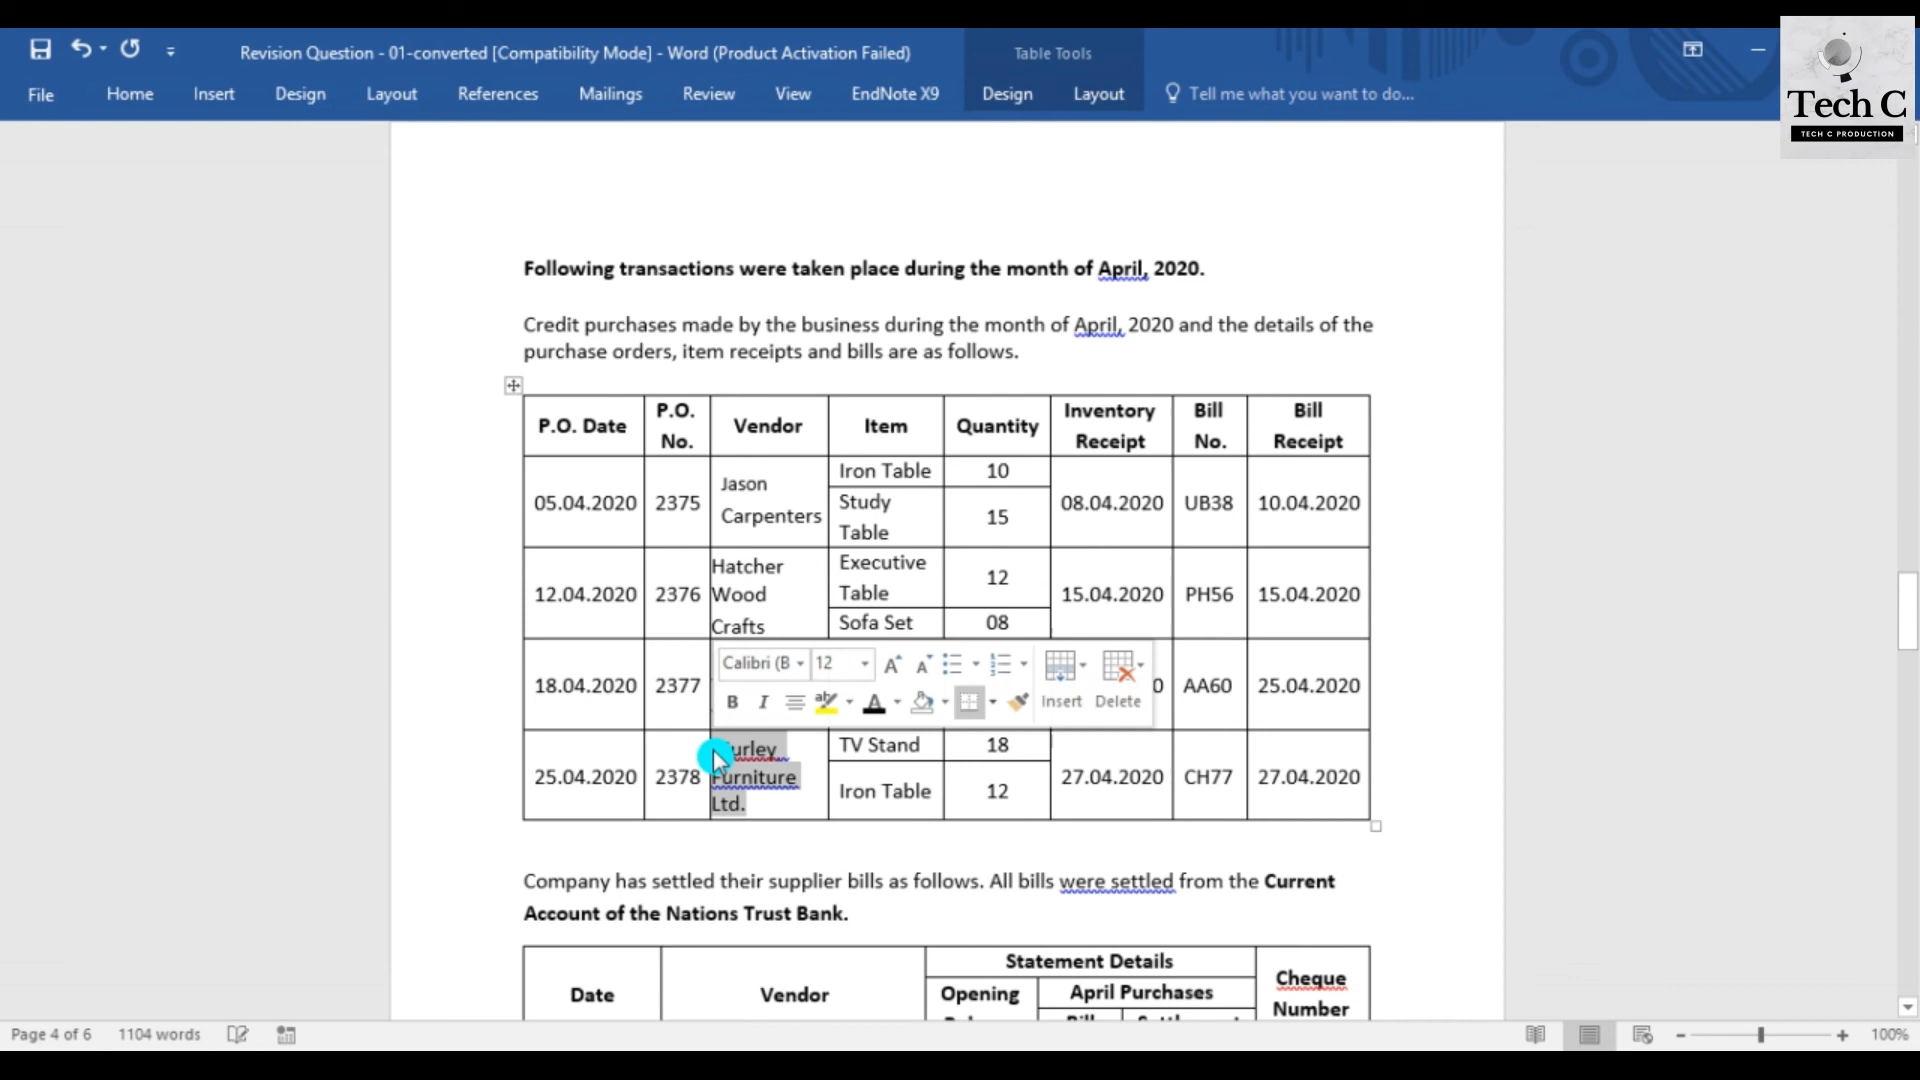 Revision Question - 01-converted [Compatibility Mode] - Word (Product Activation Failed)
Table Tools
File Home Insert Design Layout References Mailings Review View EndNote X9 Design Layout Tell me what you want to do...
Tech C
TECH C PRODUCTION
Following transactions were taken place during the month of April, 2020.
Credit purchases made by the business during the month of April, 2020 and the details of the
purchase orders, item receipts and bills are as follows.
P.O. Date
P.O.
No.
Vendor
Item
Quantity
Inventory
Receipt
Bill
No.
Bill
Receipt
05.04.2020
2375
Jason
Carpenters
Iron Table
10
Study
Table
15
08.04.2020
UB38
10.04.2020
12.04.2020
2376
Hatcher
Wood
Crafts
Executive
Table
12
Sofa Set
08
15.04.2020
PH56
15.04.2020
18.04.2020
2377
0
AA60
25.04.2020
Calibri (B
12
B I
A
Insert
Delete
25.04.2020
2378
Furniture
Ltd.
TV Stand
18
Iron Table
12
27.04.2020
CH77
27.04.2020
Company has settled their supplier bills as follows. All bills were settled from the Current
Account of the Nations Trust Bank.
Date
Vendor
Statement Details
Opening
April Purchases
Cheque
Number
Page 4 of 6
1104 words
100%